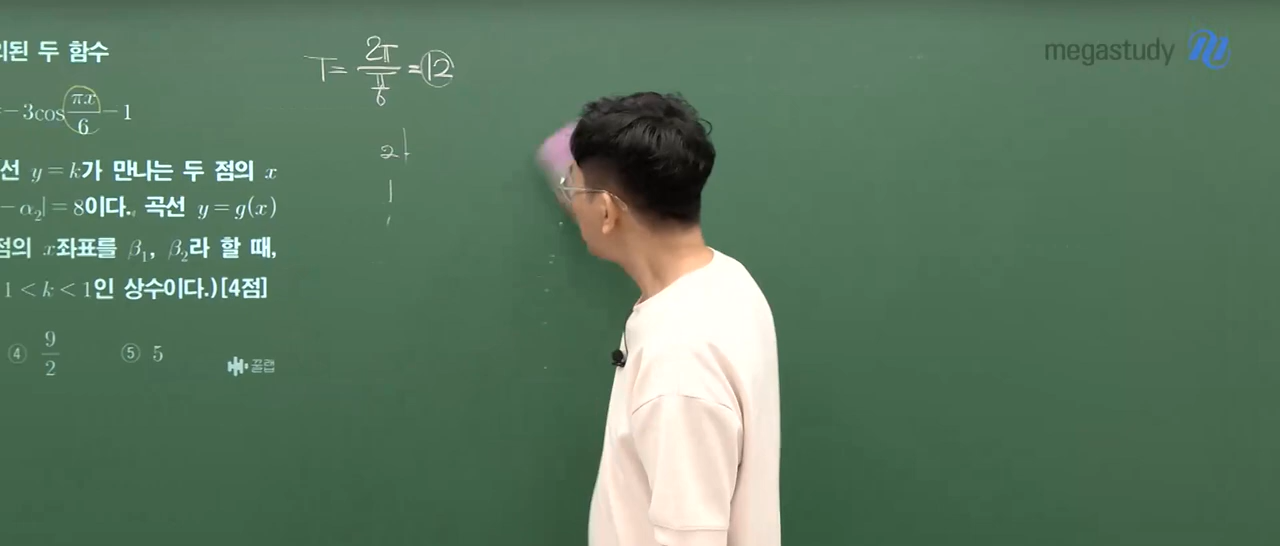 의된 두 함수
-3cos πx/6 -1
선 y=k가 만나는 두 점의 x
-α₂|=8이다. 곡선 y=g(x)
점의 x좌표를 β₁, β₂라 할 때,
1<k<1인 상수이다.)[4점]
④ 9/2 ⑤ 5
꿀랩
T= 2π/(π/6) =12
2
1
megastudy